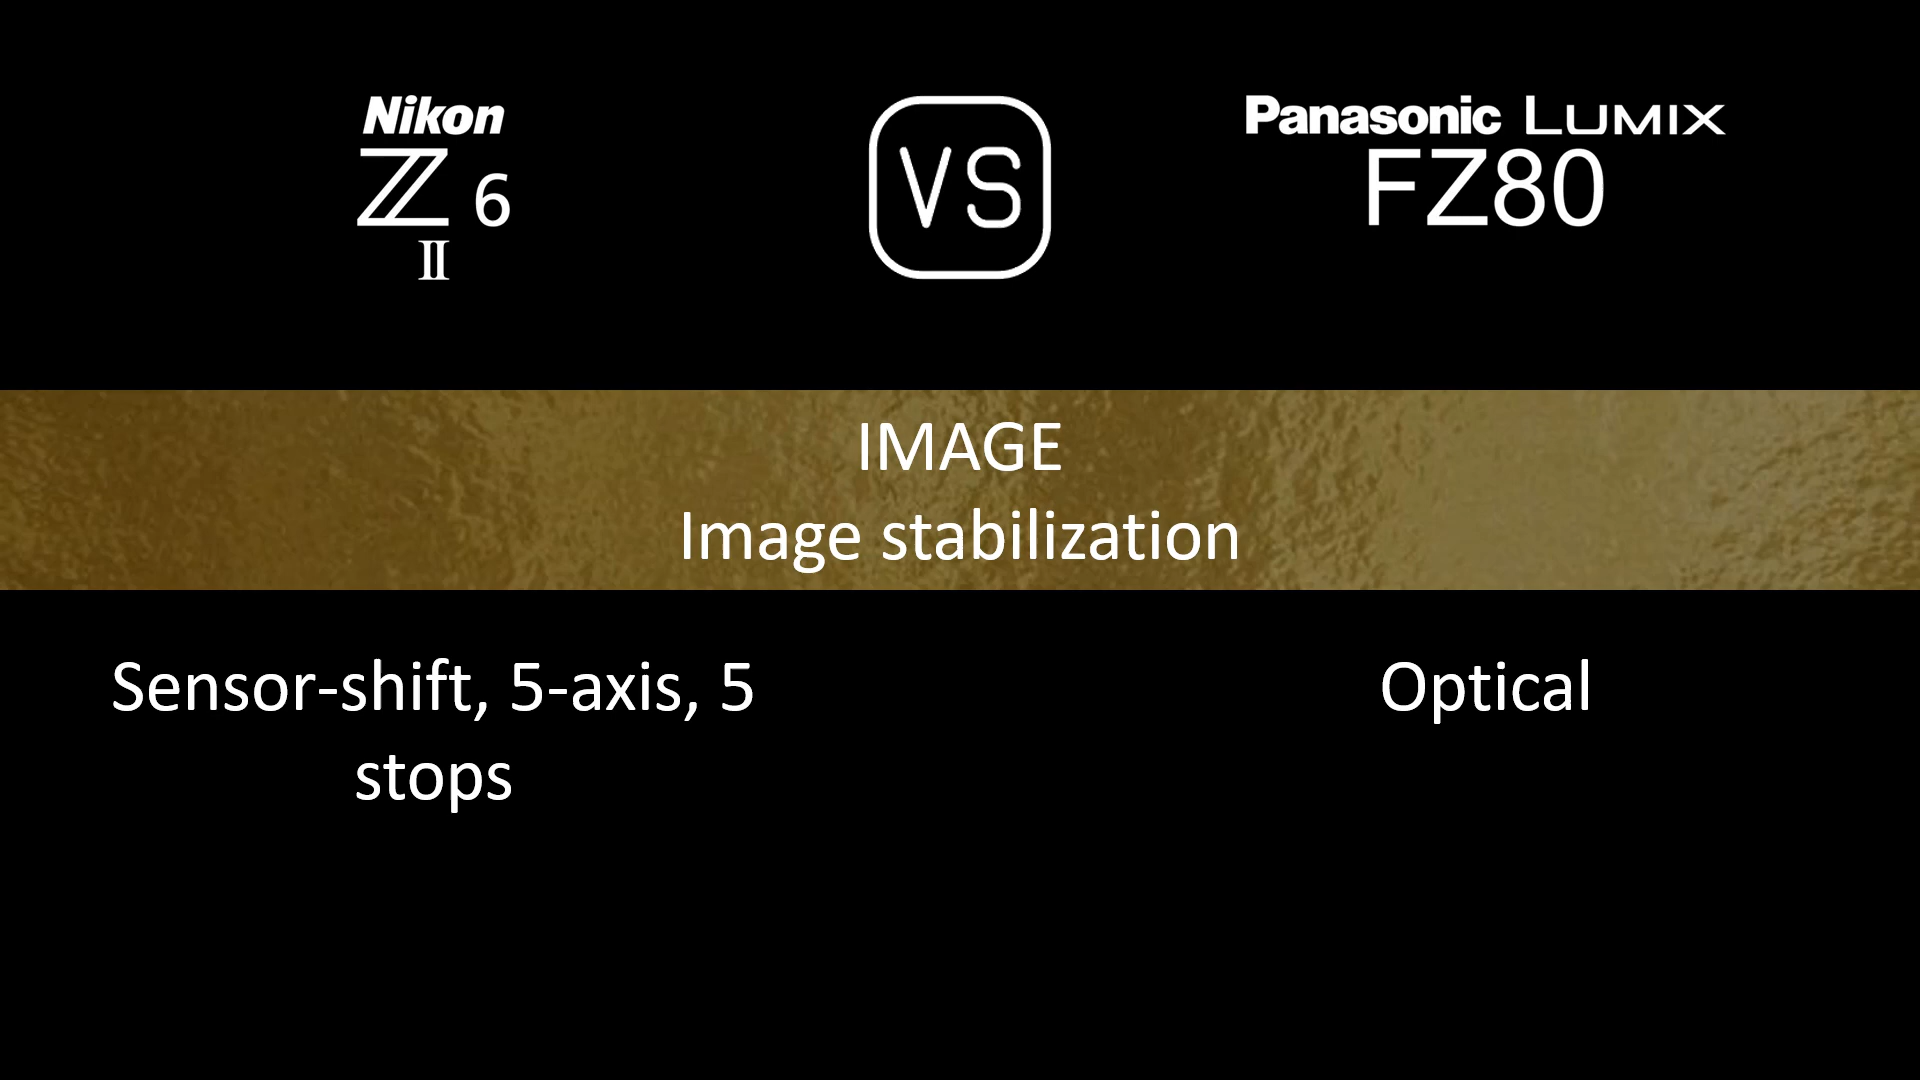 Nikon
Z 6
II
VS
Panasonic LUMIX
FZ80
IMAGE
Image stabilization
Sensor-shift, 5-axis, 5
stops
Optical